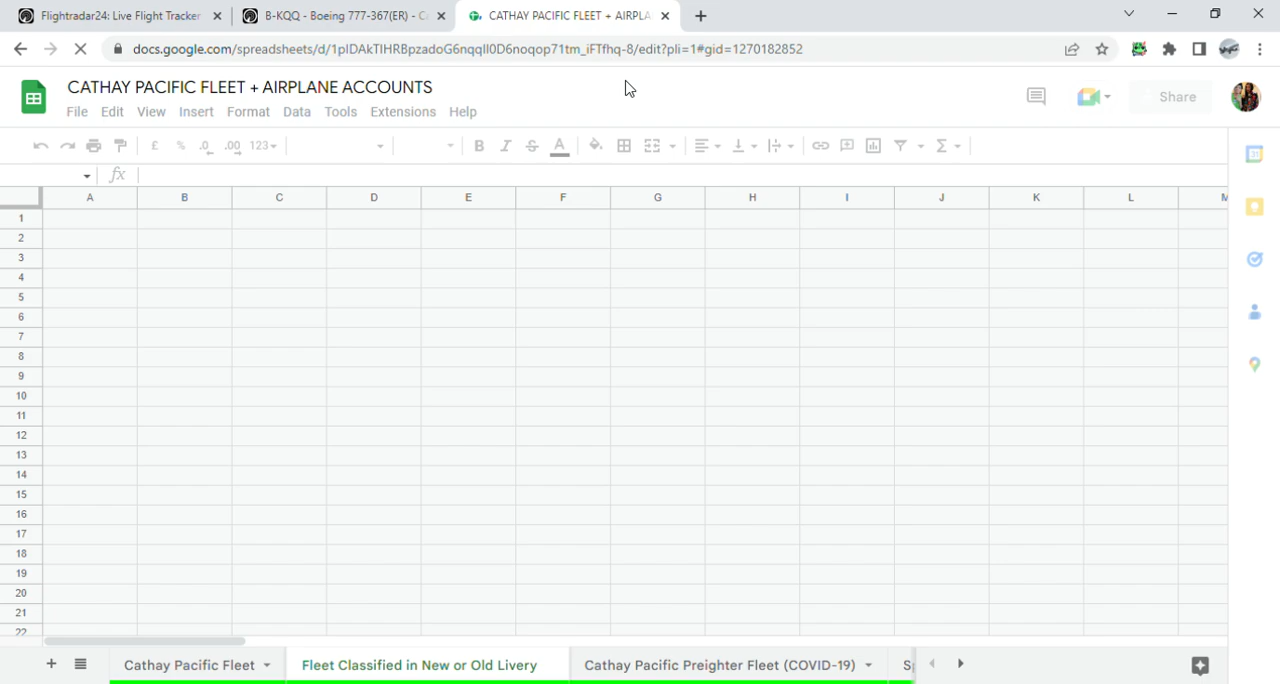 Flightradar24: Live Flight Tracker
B-KQQ - Boeing 777-367(ER) - C
CATHAY PACIFIC FLEET + AIRPLA
docs.google.com/spreadsheets/d/1pIDAkTIHRBpzadoG6nqqII0D6noqop71tm_iFTfhq-8/edit?pli=1#gid=1270182852
CATHAY PACIFIC FLEET + AIRPLANE ACCOUNTS
File Edit View Insert Format Data Tools Extensions Help
Share
£ % .0 .00 123 B I S A Σ
fx
A B C D E F G H I J K L M
1
2
3
4
5
6
7
8
9
10
11
12
13
14
15
16
17
18
19
20
21
22
+ Cathay Pacific Fleet Fleet Classified in New or Old Livery Cathay Pacific Preighter Fleet (COVID-19) S